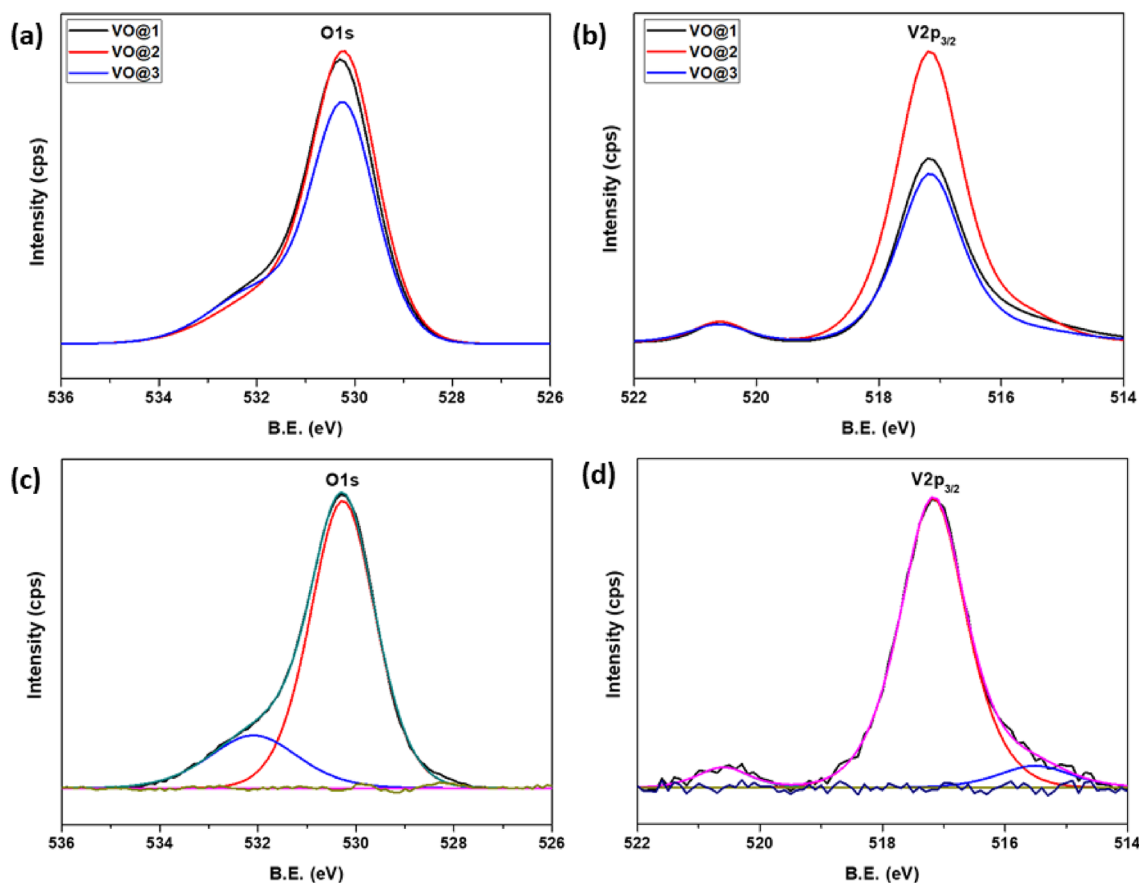 (a)
VO@1
VO@2
VO@3
O1s
Intensity (cps)
536 534 532 530 528 526
B.E. (eV)
(b)
VO@1
VO@2
VO@3
V2p3/2
Intensity (cps)
522 520 517 516 514
B.E. (eV)
(c)
O1s
Intensity (cps)
536 534 532 530 528 526
B.E. (eV)
(d)
V2p3/2
Intensity (cps)
522 520 517 516 514
B.E. (eV)